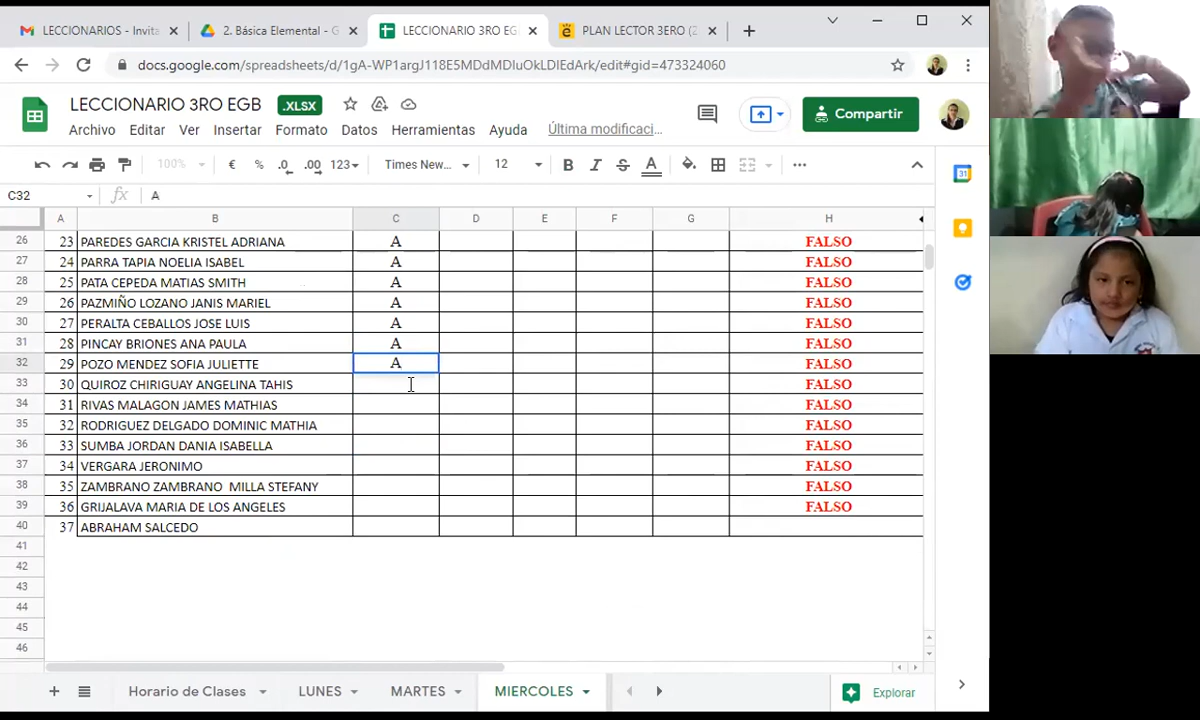 LECCIONARIOS - Invita
2. Básica Elemental - G
LECCIONARIO 3RO EG
PLAN LECTOR 3ERO (2
docs.google.com/spreadsheets/d/1gA-WP1argJ118E5MDdMDluOkLDlEdArk/edit#gid=473324060
LECCIONARIO 3RO EGB .XLSX
Archivo Editar Ver Insertar Formato Datos Herramientas Ayuda Última modificaci...
Compartir
100% € % .0 .00 123 Times New... 12 B I S A
C32 fx A
A B C D E F G H
26 23 PAREDES GARCIA KRISTEL ADRIANA A FALSO
27 24 PARRA TAPIA NOELIA ISABEL A FALSO
28 25 PATA CEPEDA MATIAS SMITH A FALSO
29 26 PAZMIÑO LOZANO JANIS MARIEL A FALSO
30 27 PERALTA CEBALLOS JOSE LUIS A FALSO
31 28 PINCAY BRIONES ANA PAULA A FALSO
32 29 POZO MENDEZ SOFIA JULIETTE A FALSO
33 30 QUIROZ CHIRIGUAY ANGELINA TAHIS FALSO
34 31 RIVAS MALAGON JAMES MATHIAS FALSO
35 32 RODRIGUEZ DELGADO DOMINIC MATHIA FALSO
36 33 SUMBA JORDAN DANIA ISABELLA FALSO
37 34 VERGARA JERONIMO FALSO
38 35 ZAMBRANO ZAMBRANO MILLA STEFANY FALSO
39 36 GRIJALAVA MARIA DE LOS ANGELES FALSO
40 37 ABRAHAM SALCEDO
41
42
43
44
45
46
Horario de Clases LUNES MARTES MIERCOLES Explorar
31